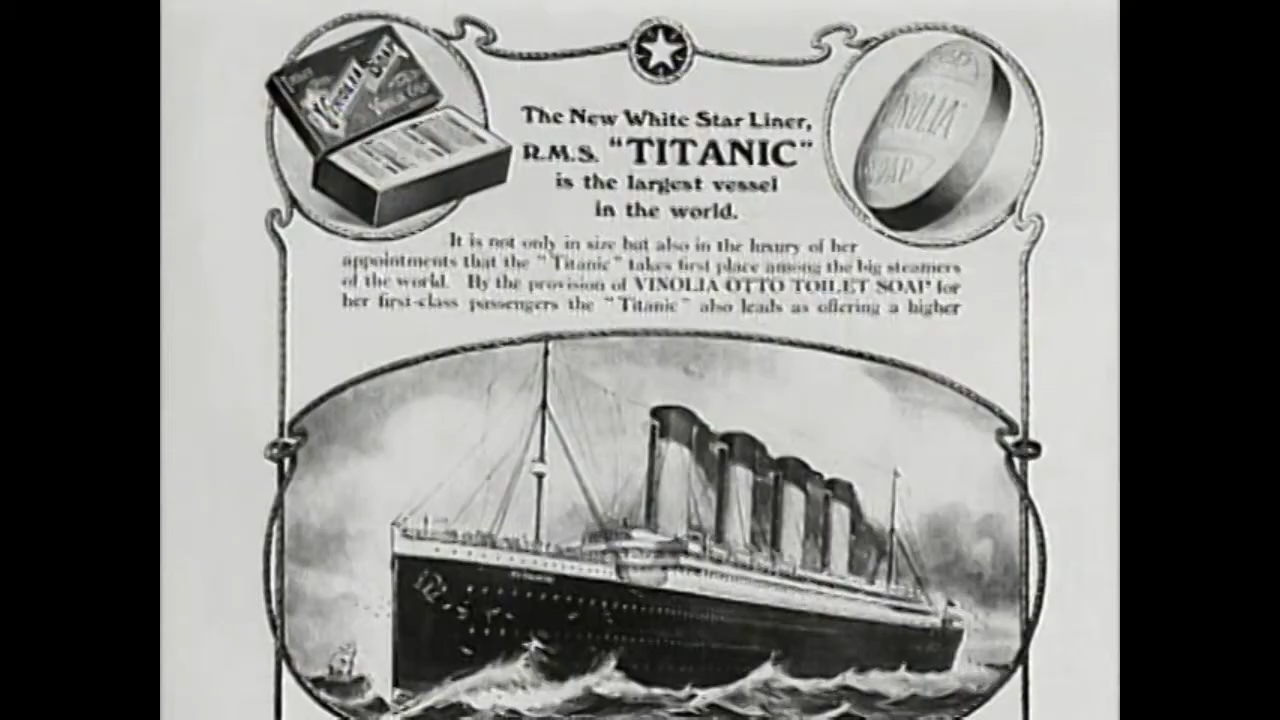 VINOLIA SOAP
VINOLIA
SOAP
The New White Star Liner,
R.M.S. "TITANIC"
is the largest vessel
in the world.
It is not only in size but also in the luxury of her
appointments that the "Titanic" takes first place among the big steamers
of the world. By the provision of VINOLIA OTTO TOILET SOAP for
her first-class passengers the "Titanic" also leads as offering a higher